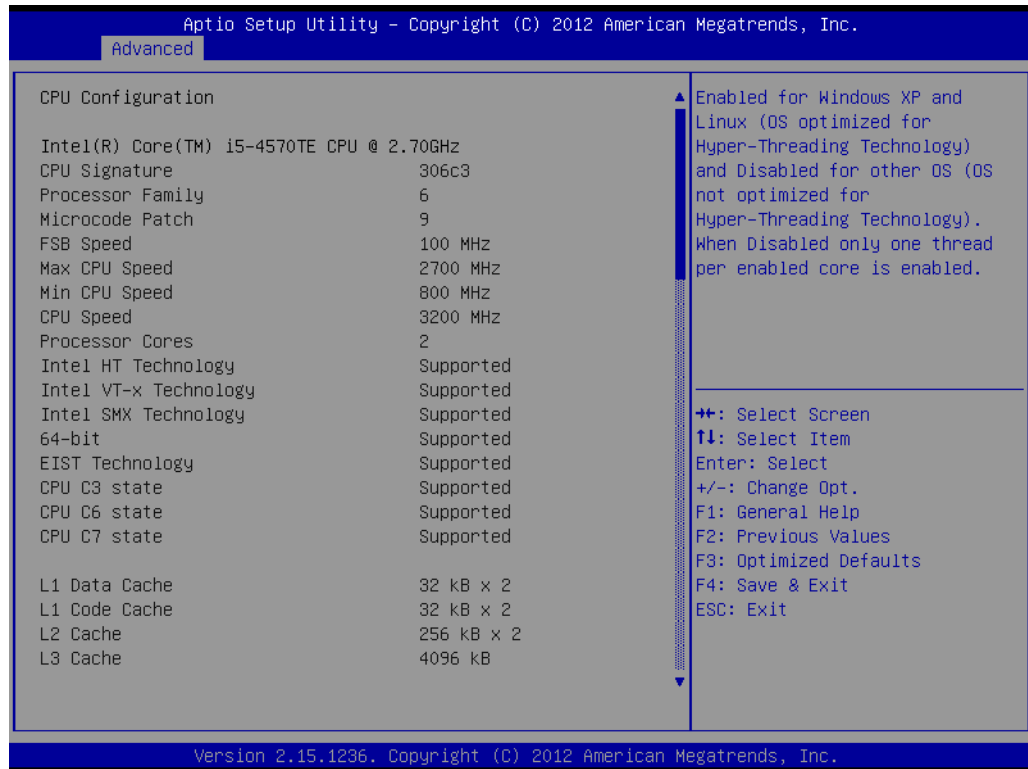 Aptio Setup Utility – Copyright (C) 2012 American Megatrends, Inc.
Advanced
CPU Configuration
Intel(R) Core(TM) i5-4570TE CPU @ 2.70GHz
CPU Signature 306c3
Processor Family 6
Microcode Patch 9
FSB Speed 100 MHz
Max CPU Speed 2700 MHz
Min CPU Speed 800 MHz
CPU Speed 3200 MHz
Processor Cores 2
Intel HT Technology Supported
Intel VT-x Technology Supported
Intel SMX Technology Supported
64-bit Supported
EIST Technology Supported
CPU C3 state Supported
CPU C6 state Supported
CPU C7 state Supported
L1 Data Cache 32 kB x 2
L1 Code Cache 32 kB x 2
L2 Cache 256 kB x 2
L3 Cache 4096 kB
Enabled for Windows XP and
Linux (OS optimized for
Hyper-Threading Technology)
and Disabled for other OS (OS
not optimized for
Hyper-Threading Technology).
When Disabled only one thread
per enabled core is enabled.
→←: Select Screen
↑↓: Select Item
Enter: Select
+/-: Change Opt.
F1: General Help
F2: Previous Values
F3: Optimized Defaults
F4: Save & Exit
ESC: Exit
Version 2.15.1236. Copyright (C) 2012 American Megatrends, Inc.